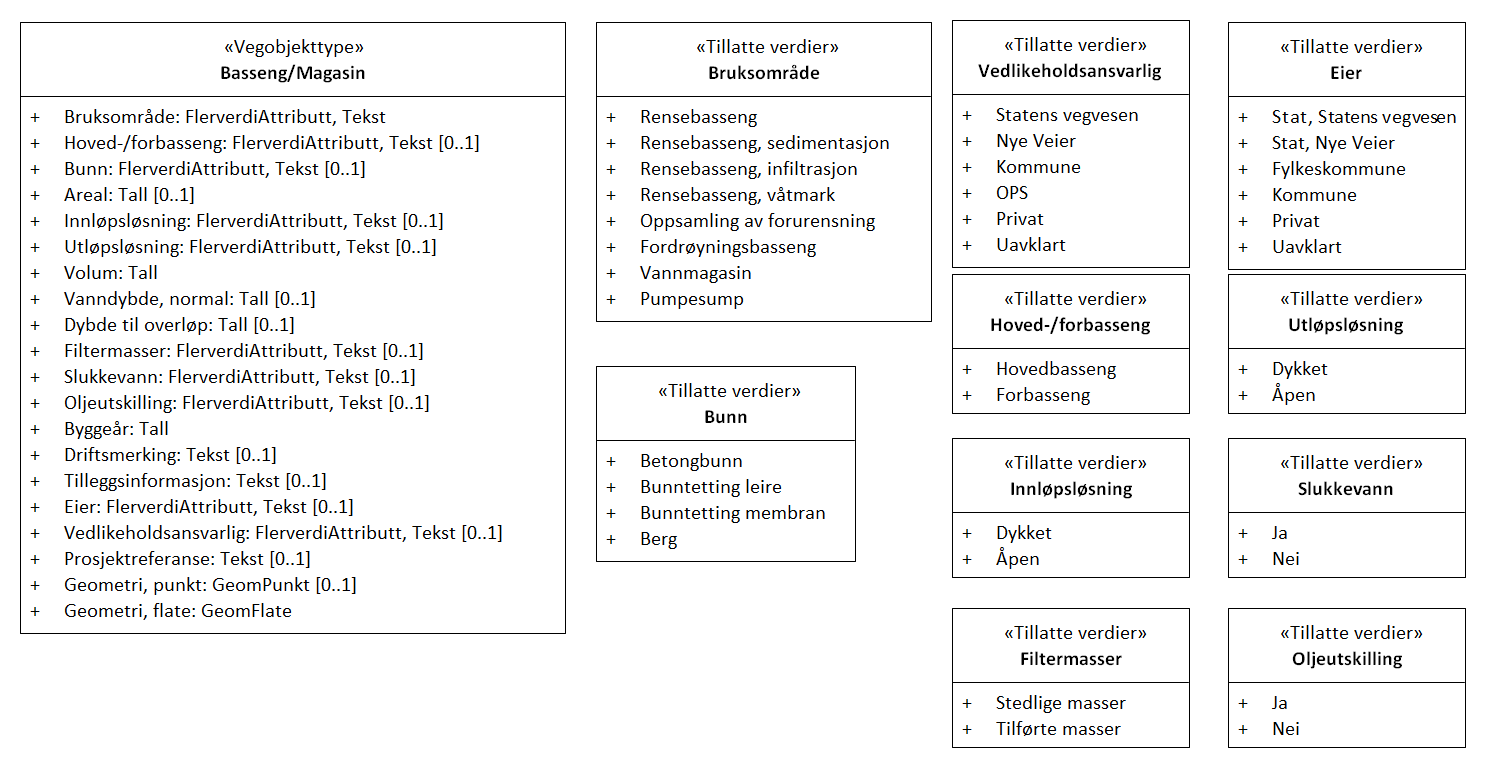 «Vegobjekttype»
Basseng/Magasin
+ Bruksområde: FlerverdiAttributt, Tekst
+ Hoved-/forbasseng: FlerverdiAttributt, Tekst [0..1]
+ Bunn: FlerverdiAttributt, Tekst [0..1]
+ Areal: Tall [0..1]
+ Innløpsløsning: FlerverdiAttributt, Tekst [0..1]
+ Utløpsløsning: FlerverdiAttributt, Tekst [0..1]
+ Volum: Tall
+ Vanndybde, normal: Tall [0..1]
+ Dybde til overløp: Tall [0..1]
+ Filtermasser: FlerverdiAttributt, Tekst [0..1]
+ Slukkevann: FlerverdiAttributt, Tekst [0..1]
+ Oljeutskilling: FlerverdiAttributt, Tekst [0..1]
+ Byggeår: Tall
+ Driftsmerking: Tekst [0..1]
+ Tilleggsinformasjon: Tekst [0..1]
+ Eier: FlerverdiAttributt, Tekst [0..1]
+ Vedlikeholdsansvarlig: FlerverdiAttributt, Tekst [0..1]
+ Prosjektreferanse: Tekst [0..1]
+ Geometri, punkt: GeomPunkt [0..1]
+ Geometri, flate: GeomFlate
«Tillatte verdier»
Bruksområde
+ Rensebasseng
+ Rensebasseng, sedimentasjon
+ Rensebasseng, infiltrasjon
+ Rensebasseng, våtmark
+ Oppsamling av forurensning
+ Fordrøyningsbasseng
+ Vannmagasin
+ Pumpesump
«Tillatte verdier»
Bunn
+ Betongbunn
+ Bunntetting leire
+ Bunntetting membran
+ Berg
«Tillatte verdier»
Vedlikeholdsansvarlig
+ Statens vegvesen
+ Nye Veier
+ Kommune
+ OPS
+ Privat
+ Uavklart
«Tillatte verdier»
Eier
+ Stat, Statens vegvesen
+ Stat, Nye Veier
+ Fylkeskommune
+ Kommune
+ Privat
+ Uavklart
«Tillatte verdier»
Hoved-/forbasseng
+ Hovedbasseng
+ Forbasseng
«Tillatte verdier»
Utløpsløsning
+ Dykket
+ Åpen
«Tillatte verdier»
Innløpsløsning
+ Dykket
+ Åpen
«Tillatte verdier»
Slukkevann
+ Ja
+ Nei
«Tillatte verdier»
Filtermasser
+ Stedlige masser
+ Tilførte masser
«Tillatte verdier»
Oljeutskilling
+ Ja
+ Nei